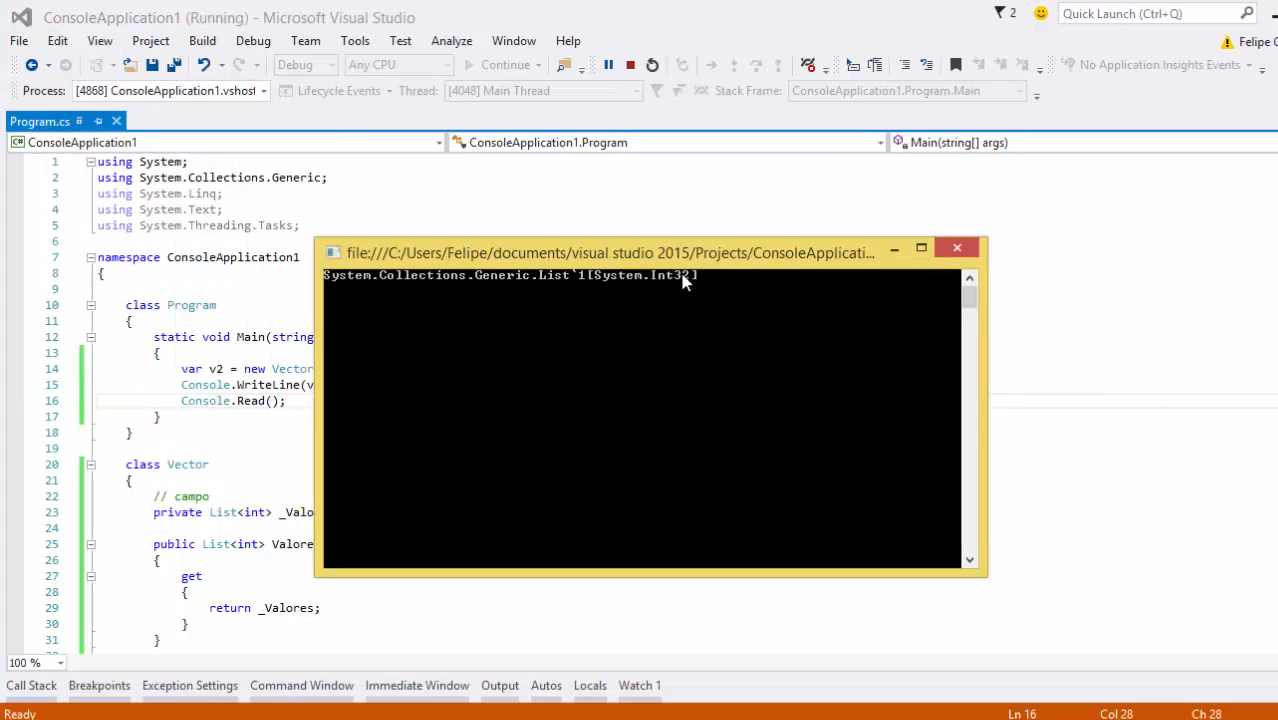 ConsoleApplication1 (Running) - Microsoft Visual Studio
2
Quick Launch (Ctrl+Q)
File Edit View Project Build Debug Team Tools Test Analyze Window Help
Felipe
Debug Any CPU Continue No Application Insights Events
Process: [4868] ConsoleApplication1.vshost Lifecycle Events Thread: [4048] Main Thread Stack Frame: ConsoleApplication1.Program.Main
Program.cs
C# ConsoleApplication1 ConsoleApplication1.Program Main(string[] args)
1 using System;
2 using System.Collections.Generic;
3 using System.Linq;
4 using System.Text;
5 using System.Threading.Tasks;
6
7 namespace ConsoleApplication1
8 {
9
10 class Program
11 {
12 static void Main(string
13 {
14 var v2 = new Vector
15 Console.WriteLine(v
16 Console.Read();
17 }
18 }
19
20 class Vector
21 {
22 // campo
23 private List<int> _Valo
24
25 public List<int> Valore
26 {
27 get
28 {
29 return _Valores;
30 }
31 }
file:///C:/Users/Felipe/documents/visual studio 2015/Projects/ConsoleApplicati...
System.Collections.Generic.List`1[System.Int32]
100 %
Call Stack Breakpoints Exception Settings Command Window Immediate Window Output Autos Locals Watch 1
Ready Ln 16 Col 28 Ch 28